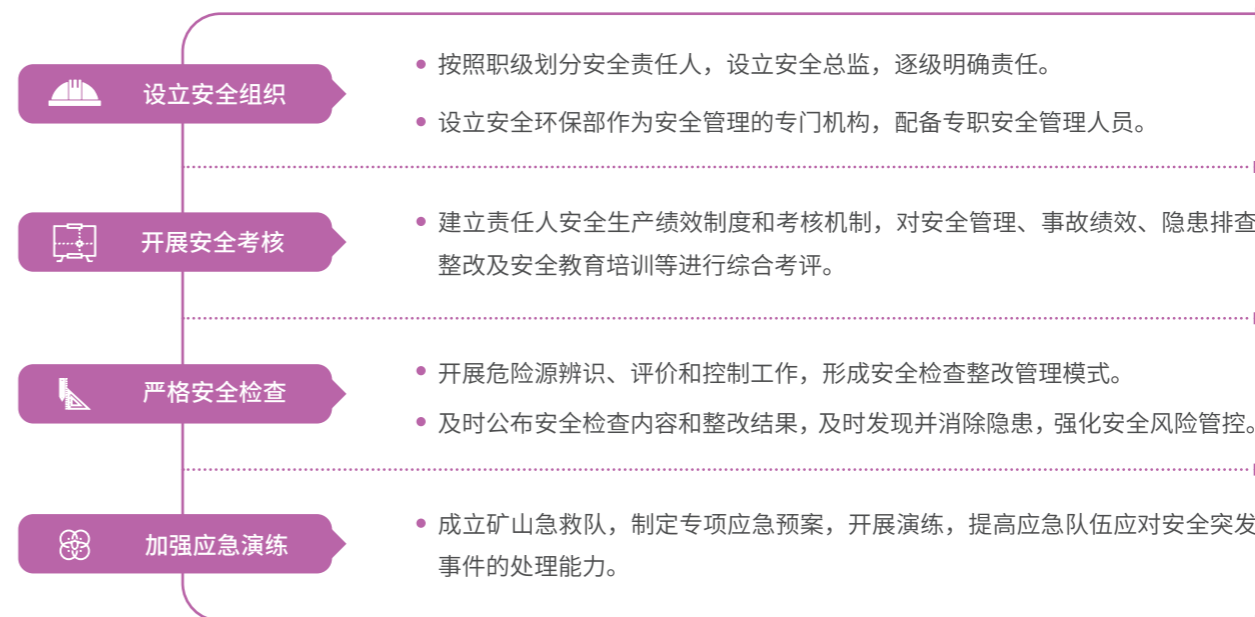 设立安全组织
• 按照职级划分安全责任人，设立安全总监，逐级明确责任。
• 设立安全环保部作为安全管理的专门机构，配备专职安全管理人员。
开展安全考核
• 建立责任人安全生产绩效制度和考核机制，对安全管理、事故绩效、隐患排查
整改及安全教育培训等进行综合考评。
严格安全检查
• 开展危险源辨识、评价和控制工作，形成安全检查整改管理模式。
• 及时公布安全检查内容和整改结果，及时发现并消除隐患，强化安全风险管控。
加强应急演练
• 成立矿山急救队，制定专项应急预案，开展演练，提高应急队伍应对安全突发
事件的处理能力。